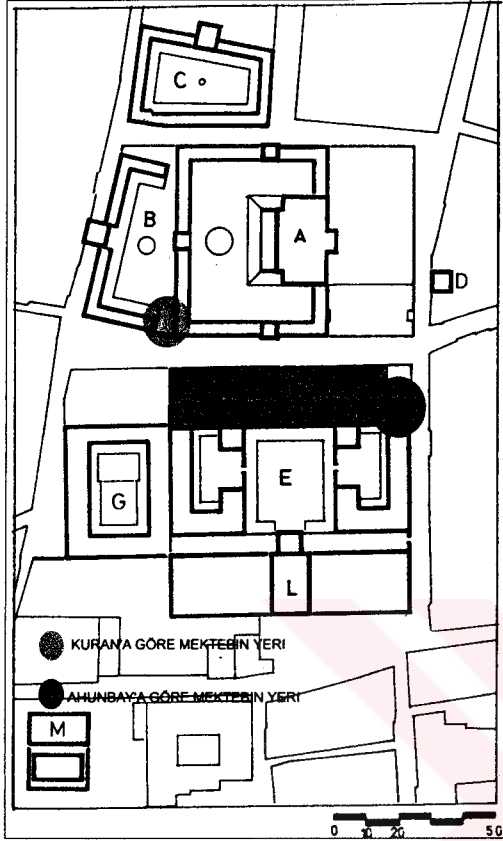 C
B
A
D
E
G
L
KURAN'A GÖRE MEKTEBİN YERİ
AHUNBAY'A GÖRE MEKTEBİN YERİ
M
0 10 20 50